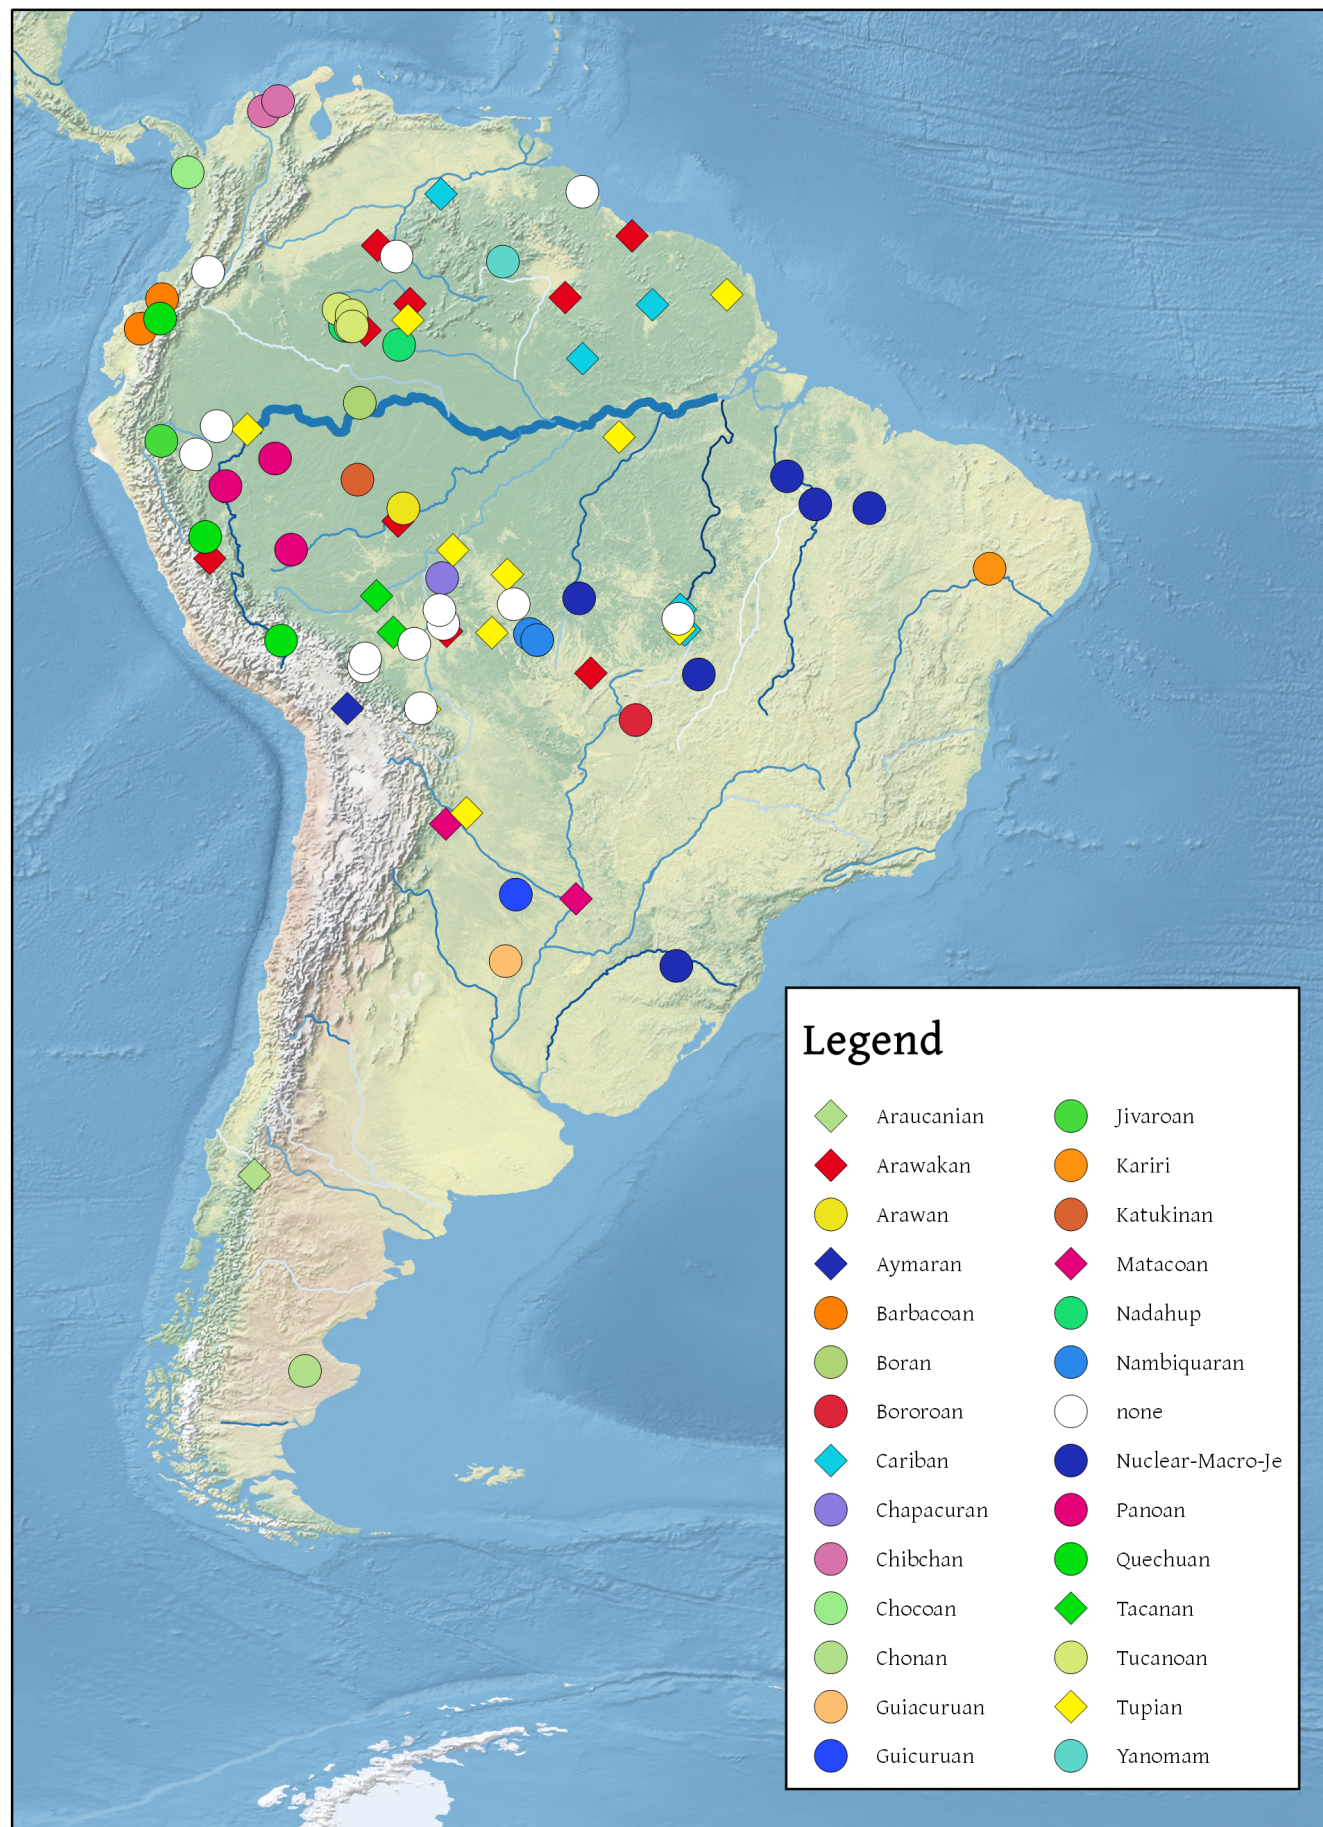 Legend
Araucanian
Arawakan
Arawan
Aymaran
Barbacoan
Boran
Bororoan
Cariban
Chapacuran
Chibchan
Chocoan
Chonan
Guiacuruan
Guicuruan
Jivaroan
Kariri
Katukinan
Matacoan
Nadahup
Nambiquaran
none
Nuclear-Macro-Je
Panoan
Quechuan
Tacanan
Tucanoan
Tupian
Yanomam